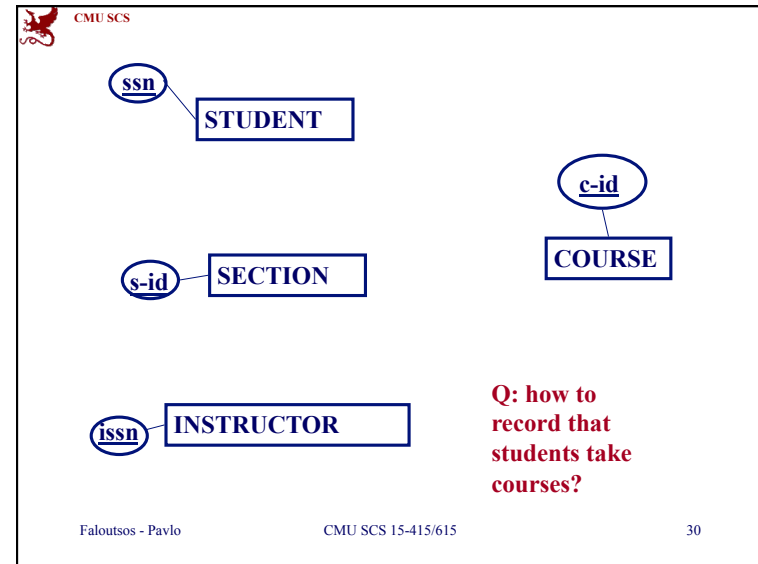 CMU SCS
ssn
STUDENT
c-id
COURSE
s-id
SECTION
issn
INSTRUCTOR
Q: how to
record that
students take
courses?
Faloutsos - Pavlo
CMU SCS 15-415/615
30